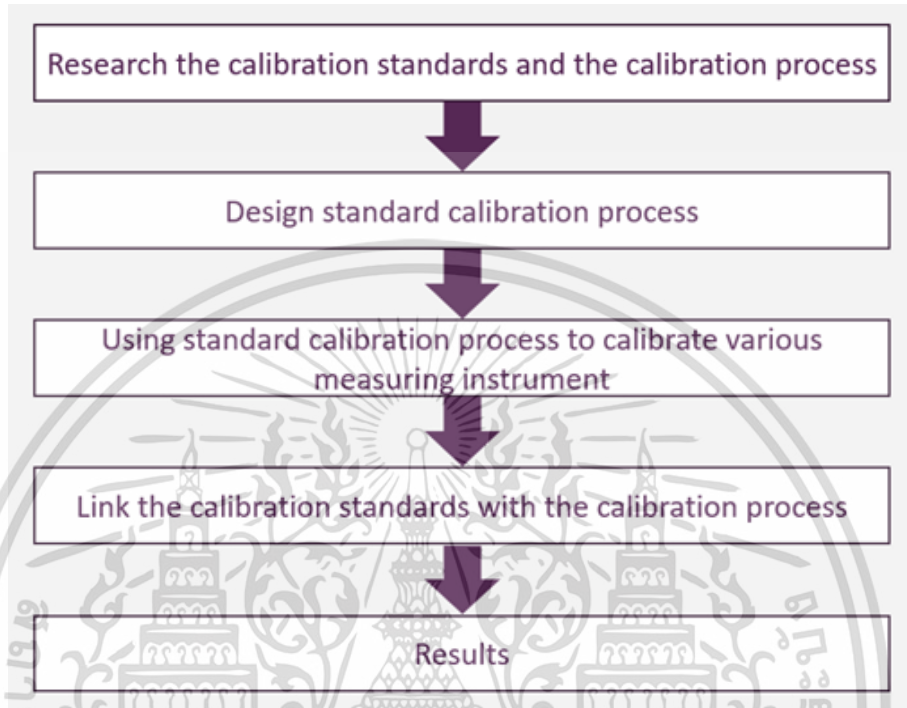 Research the calibration standards and the calibration process
Design standard calibration process
Using standard calibration process to calibrate various
measuring instrument
Link the calibration standards with the calibration process
Results